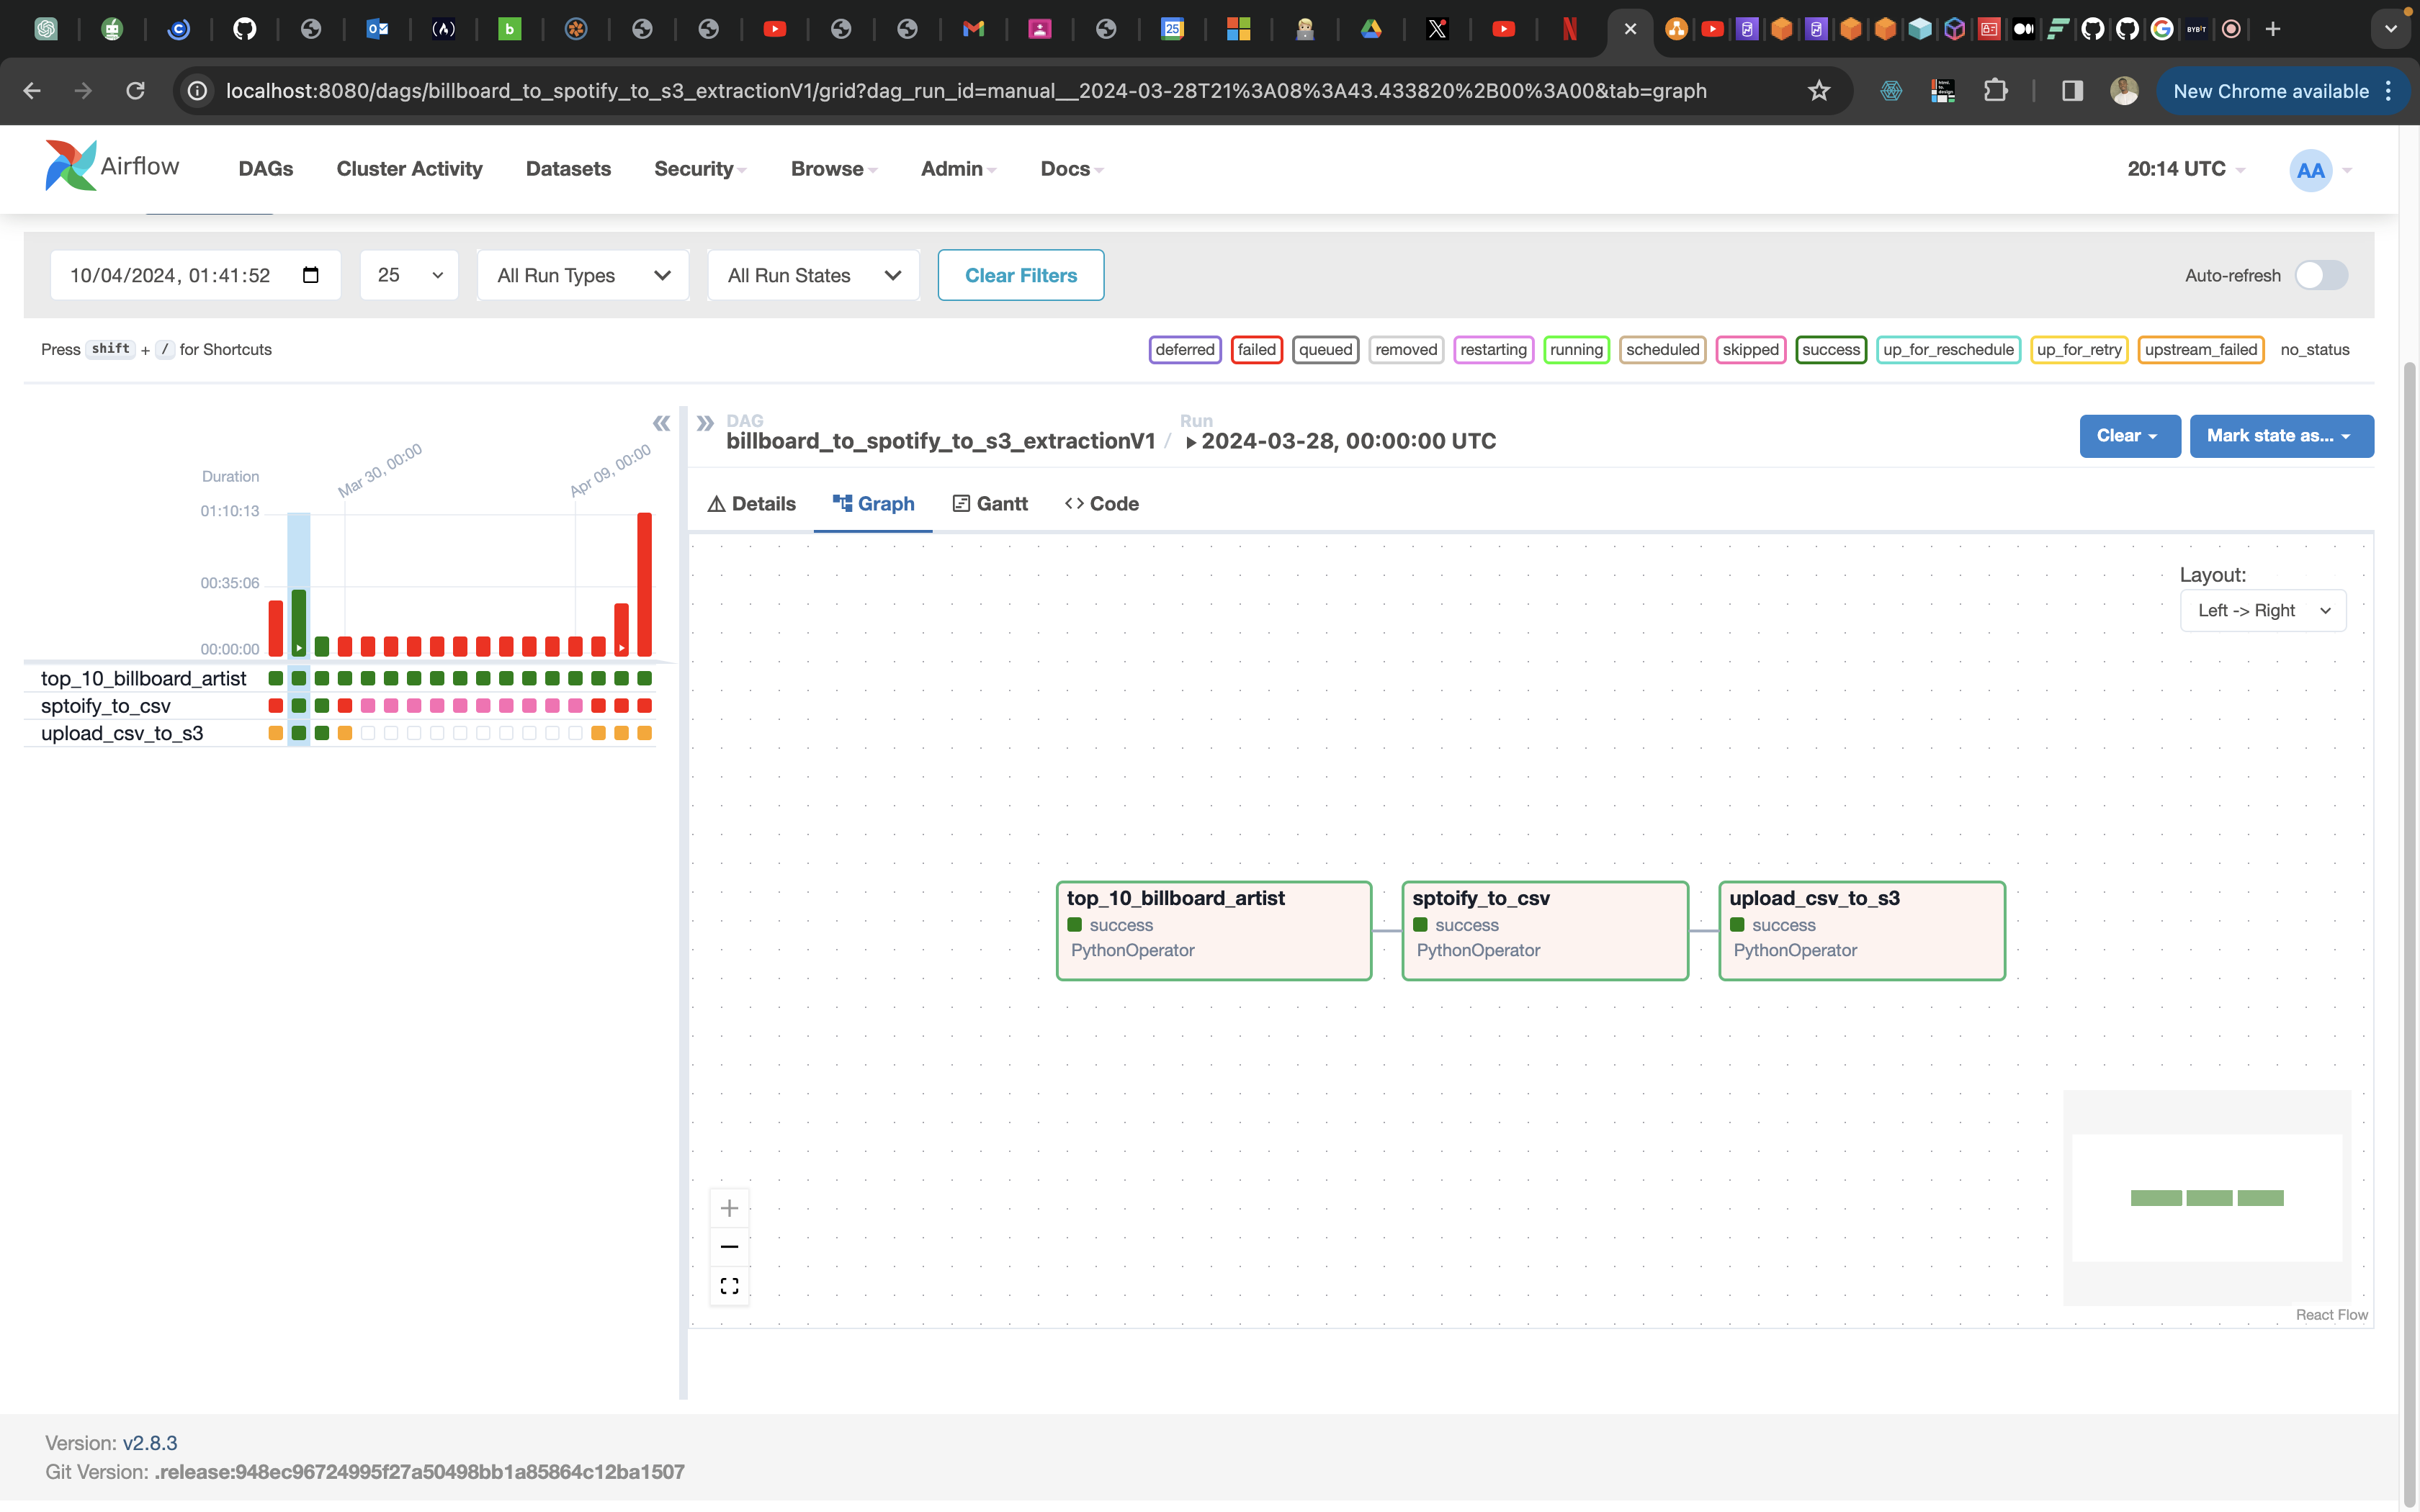 localhost:8080/dags/billboard_to_spotify_to_s3_extractionV1/grid?dag_run_id=manual__2024-03-28T21%3A08%3A43.433820%2B00%3A00&tab=graph
New Chrome available
Airflow
DAGs
Cluster Activity
Datasets
Security
Browse
Admin
Docs
20:14 UTC
AA
10/04/2024, 01:41:52
25
All Run Types
All Run States
Clear Filters
Auto-refresh
Press shift + / for Shortcuts
deferred
failed
queued
removed
restarting
running
scheduled
skipped
success
up_for_reschedule
up_for_retry
upstream_failed
no_status
Duration
Mar 30, 00:00
Apr 09, 00:00
01:10:13
00:35:06
00:00:00
top_10_billboard_artist
sptoify_to_csv
upload_csv_to_s3
DAG
billboard_to_spotify_to_s3_extractionV1 /
Run
2024-03-28, 00:00:00 UTC
Clear
Mark state as...
Details
Graph
Gantt
Code
Layout:
Left -> Right
top_10_billboard_artist
success
PythonOperator
sptoify_to_csv
success
PythonOperator
upload_csv_to_s3
success
PythonOperator
React Flow
Version: v2.8.3
Git Version: .release:948ec96724995f27a50498bb1a85864c12ba1507